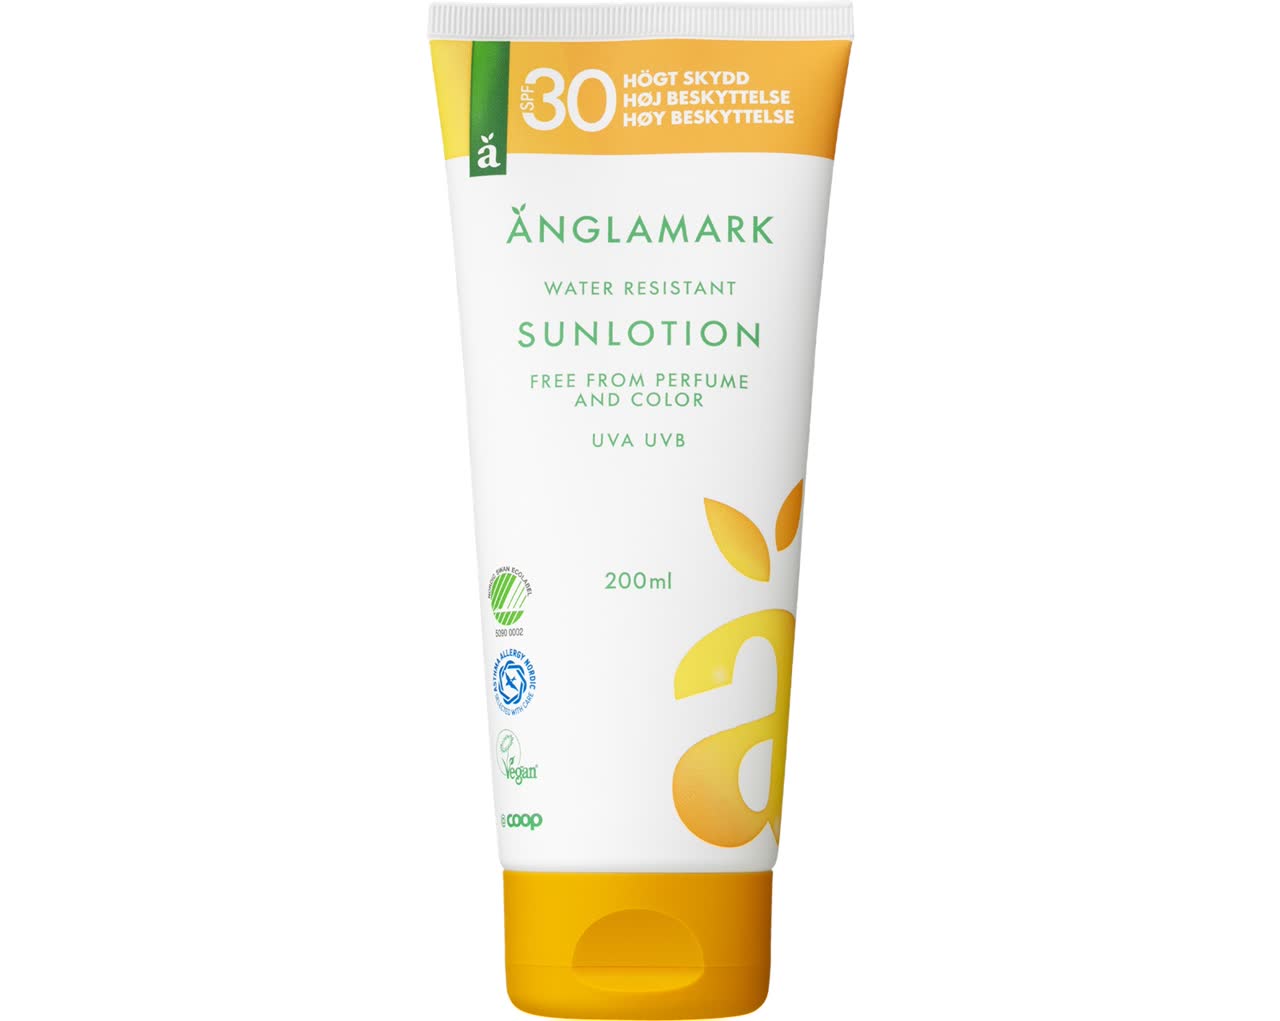 SPF 30
HÖGT SKYDD
HØJ BESKYTTELSE
HØY BESKYTTELSE
ÄNGLAMARK
WATER RESISTANT
SUNLOTION
FREE FROM PERFUME
AND COLOR
UVA UVB
200ml
NORDIC SWAN ECOLABEL
5090 0002
ASTHMA ALLERGY NORDIC
SELECTED WITH CARE
Vegan
coop